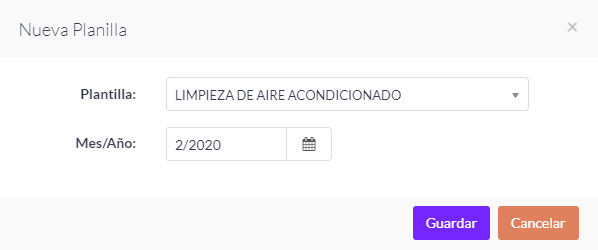 Nueva Planilla ×
Plantilla: LIMPIEZA DE AIRE ACONDICIONADO
Mes/Año: 2/2020
Guardar Cancelar